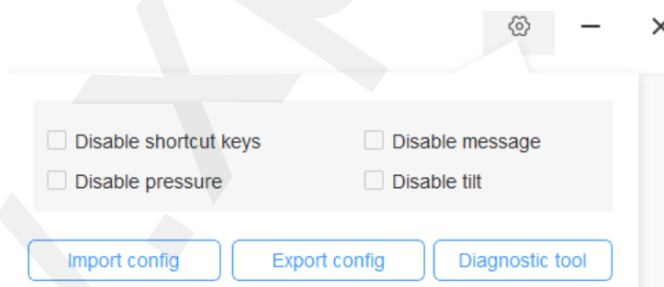 Disable shortcut keys Disable message
Disable pressure Disable tilt
Import config Export config Diagnostic tool